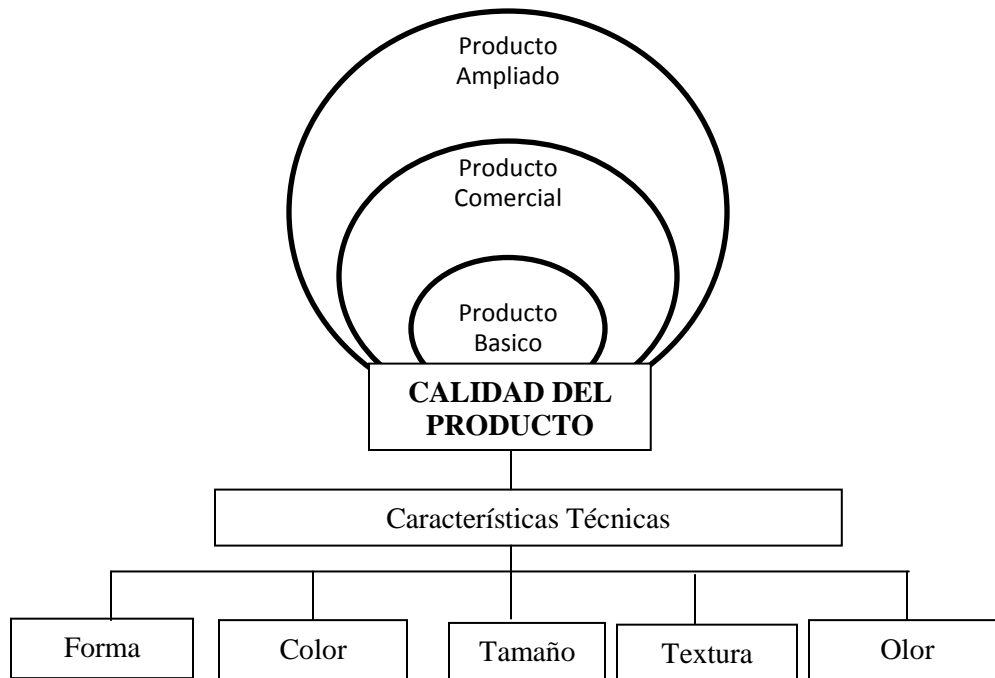 Producto
Ampliado
Producto
Comercial
Producto
Basico
CALIDAD DEL
PRODUCTO
Características Técnicas
Forma
Color
Tamaño
Textura
Olor